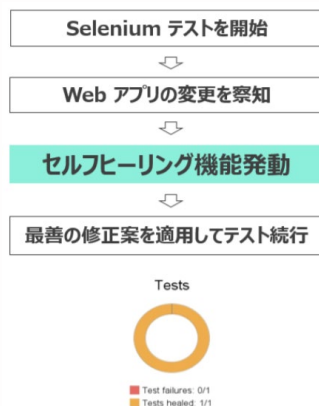 Selenium テストを開始
Web アプリの変更を察知
セルフヒーリング機能発動
最善の修正案を適用してテスト続行
Tests
Test failures: 0/1
Tests healed: 1/1